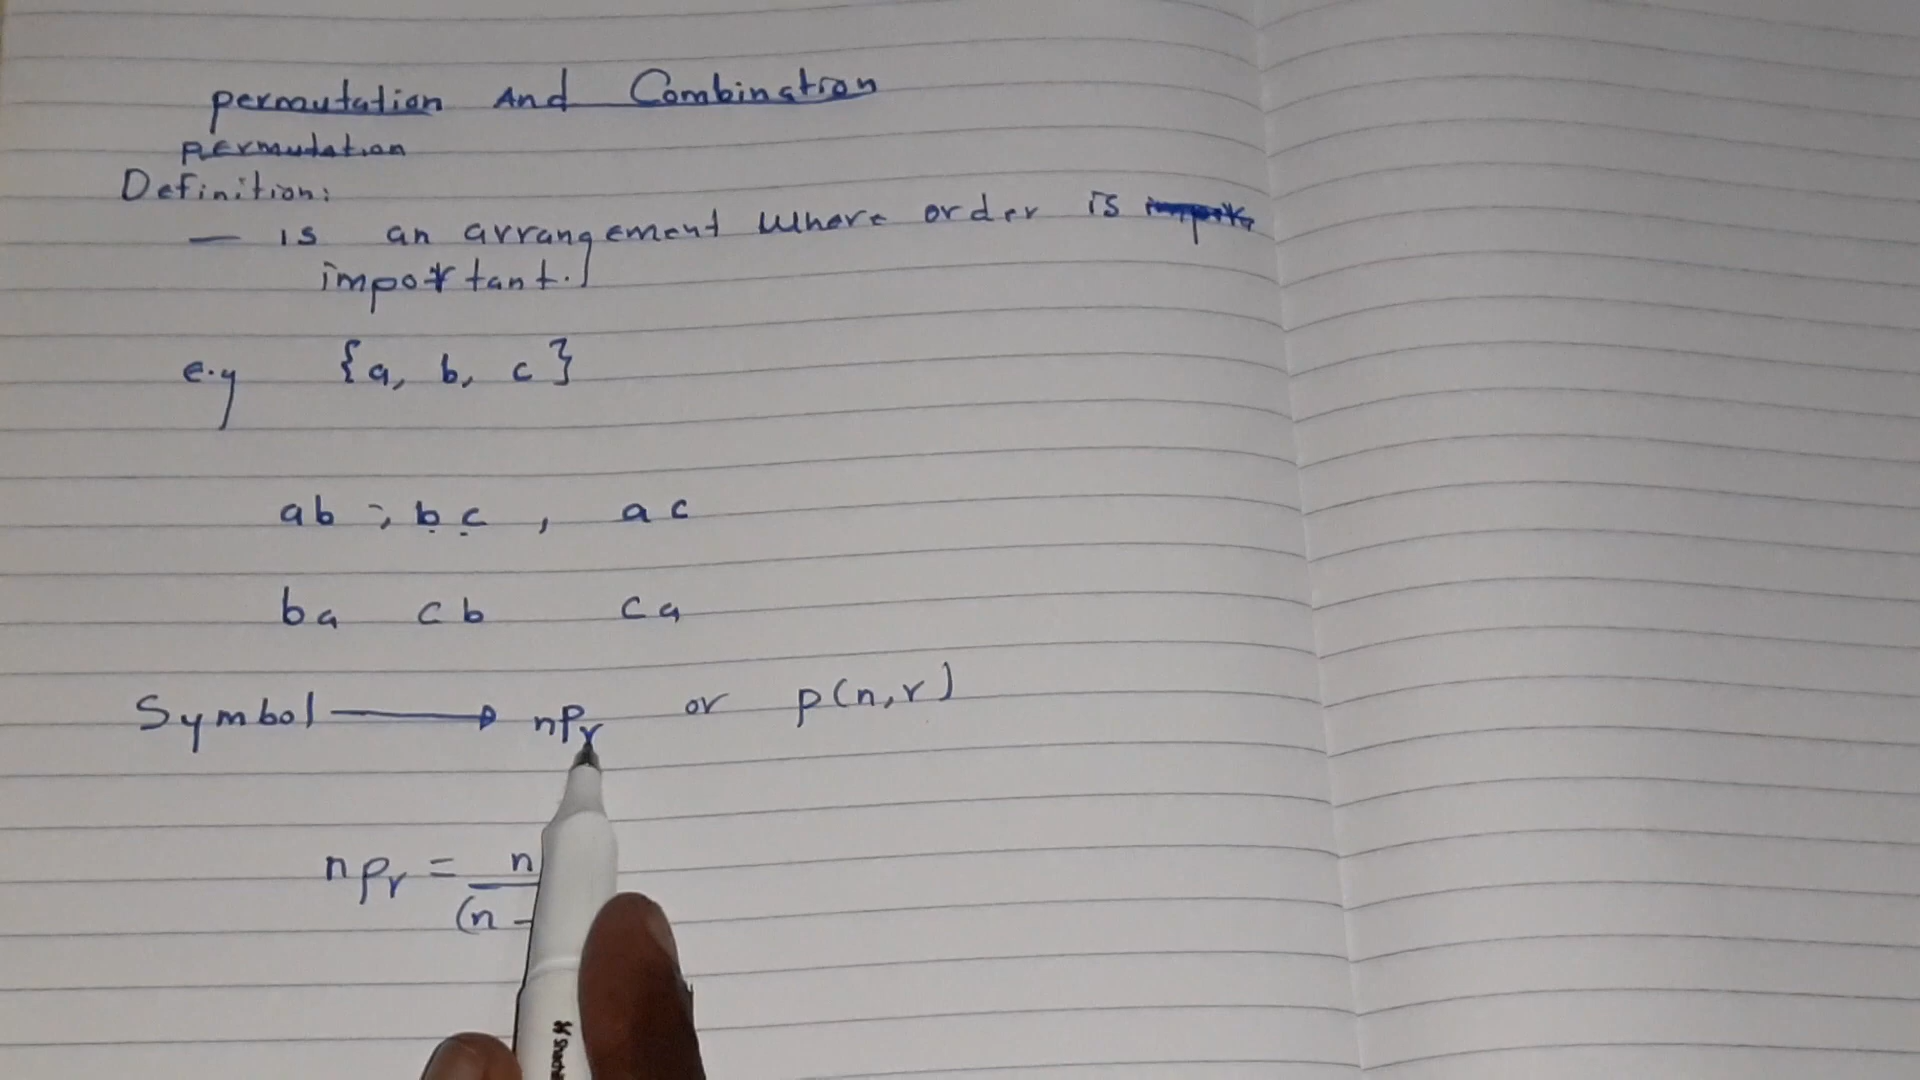 permutation And Combination
permutation
Definition:
— is an arrangement where order is
important.
e.g {a, b, c}
ab , bc , ac
ba cb ca
Symbol → nPr or p(n,r)
nPr = n
(n -